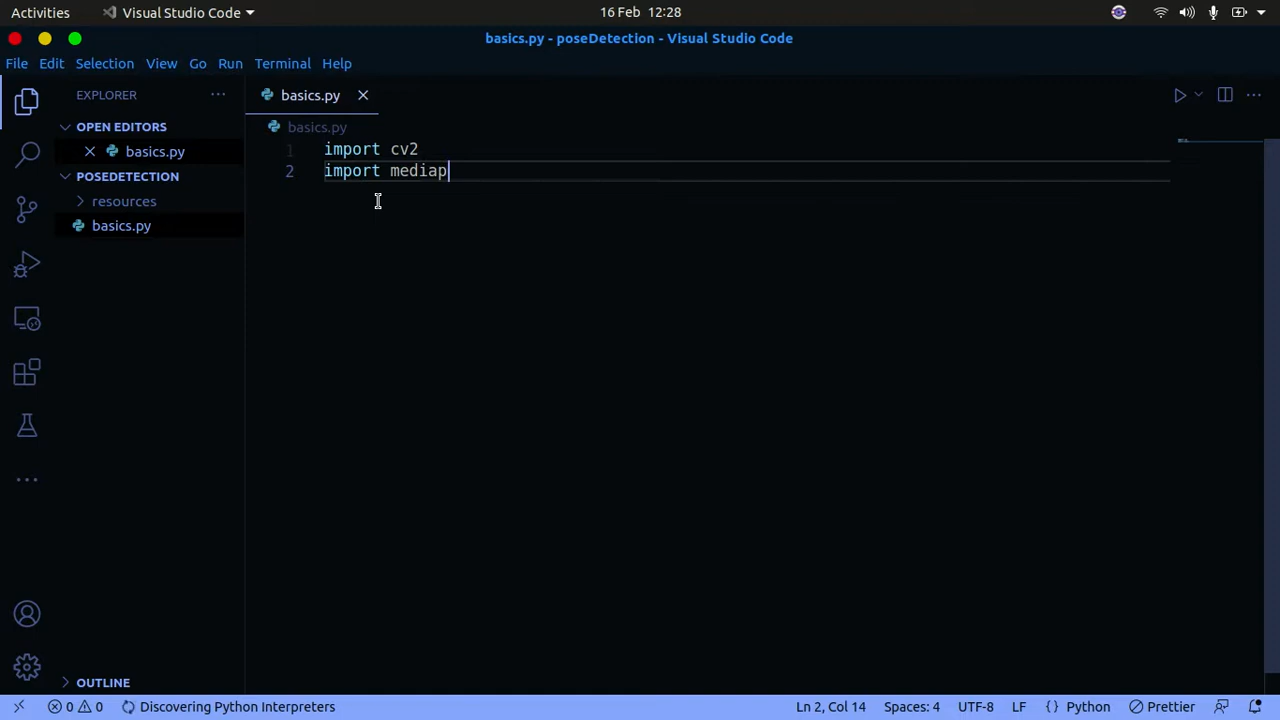 Activities
Visual Studio Code
16 Feb 12:28
basics.py - poseDetection - Visual Studio Code
File Edit Selection View Go Run Terminal Help
EXPLORER
OPEN EDITORS
basics.py
POSEDETECTION
resources
basics.py
OUTLINE
basics.py
basics.py
1 import cv2
2 import mediap
0 0
Discovering Python Interpreters
Ln 2, Col 14
Spaces: 4
UTF-8
LF
{ } Python
Prettier